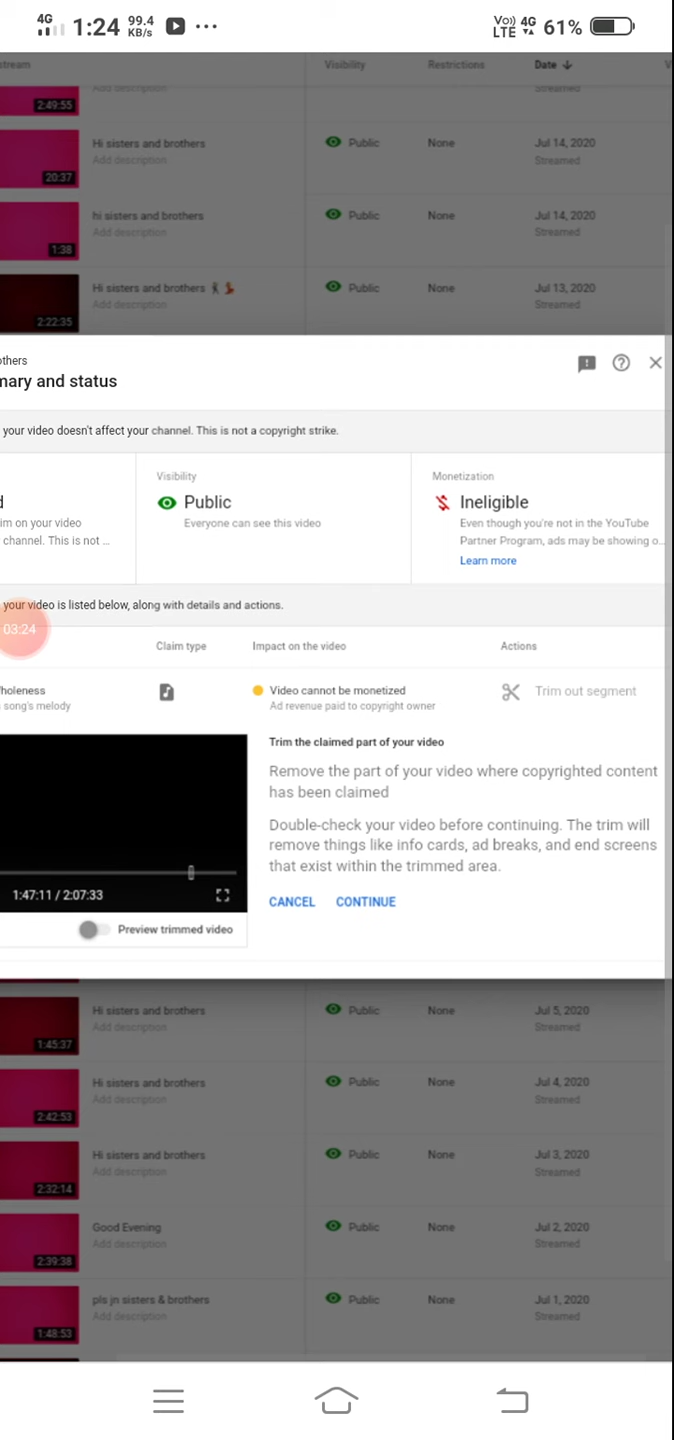 4G 1:24 99.4 KB/s ... Vo)) LTE 4G 61%
stream Visibility Restrictions Date ↓ V
Add description Streamed
2:49:55
Hi sisters and brothers Public None Jul 14, 2020
Add description Streamed
20:37
hi sisters and brothers Public None Jul 14, 2020
Add description Streamed
1:38
Hi sisters and brothers Public None Jul 13, 2020
Add description Streamed
2:22:35
others
mary and status
your video doesn't affect your channel. This is not a copyright strike.
Visibility Monetization
d Public Ineligible
im on your video Everyone can see this video Even though you're not in the YouTube
channel. This is not ... Partner Program, ads may be showing o...
Learn more
your video is listed below, along with details and actions.
03:24
Claim type Impact on the video Actions
holeness Video cannot be monetized Trim out segment
song's melody Ad revenue paid to copyright owner
Trim the claimed part of your video
Remove the part of your video where copyrighted content
has been claimed
Double-check your video before continuing. The trim will
remove things like info cards, ad breaks, and end screens
that exist within the trimmed area.
1:47:11 / 2:07:33
CANCEL CONTINUE
Preview trimmed video
Hi sisters and brothers Public None Jul 5, 2020
Add description Streamed
1:45:37
Hi sisters and brothers Public None Jul 4, 2020
Add description Streamed
2:42:53
Hi sisters and brothers Public None Jul 3, 2020
Add description Streamed
2:32:14
Good Evening Public None Jul 2, 2020
Add description Streamed
2:39:38
pls jn sisters & brothers Public None Jul 1, 2020
Add description Streamed
1:48:53